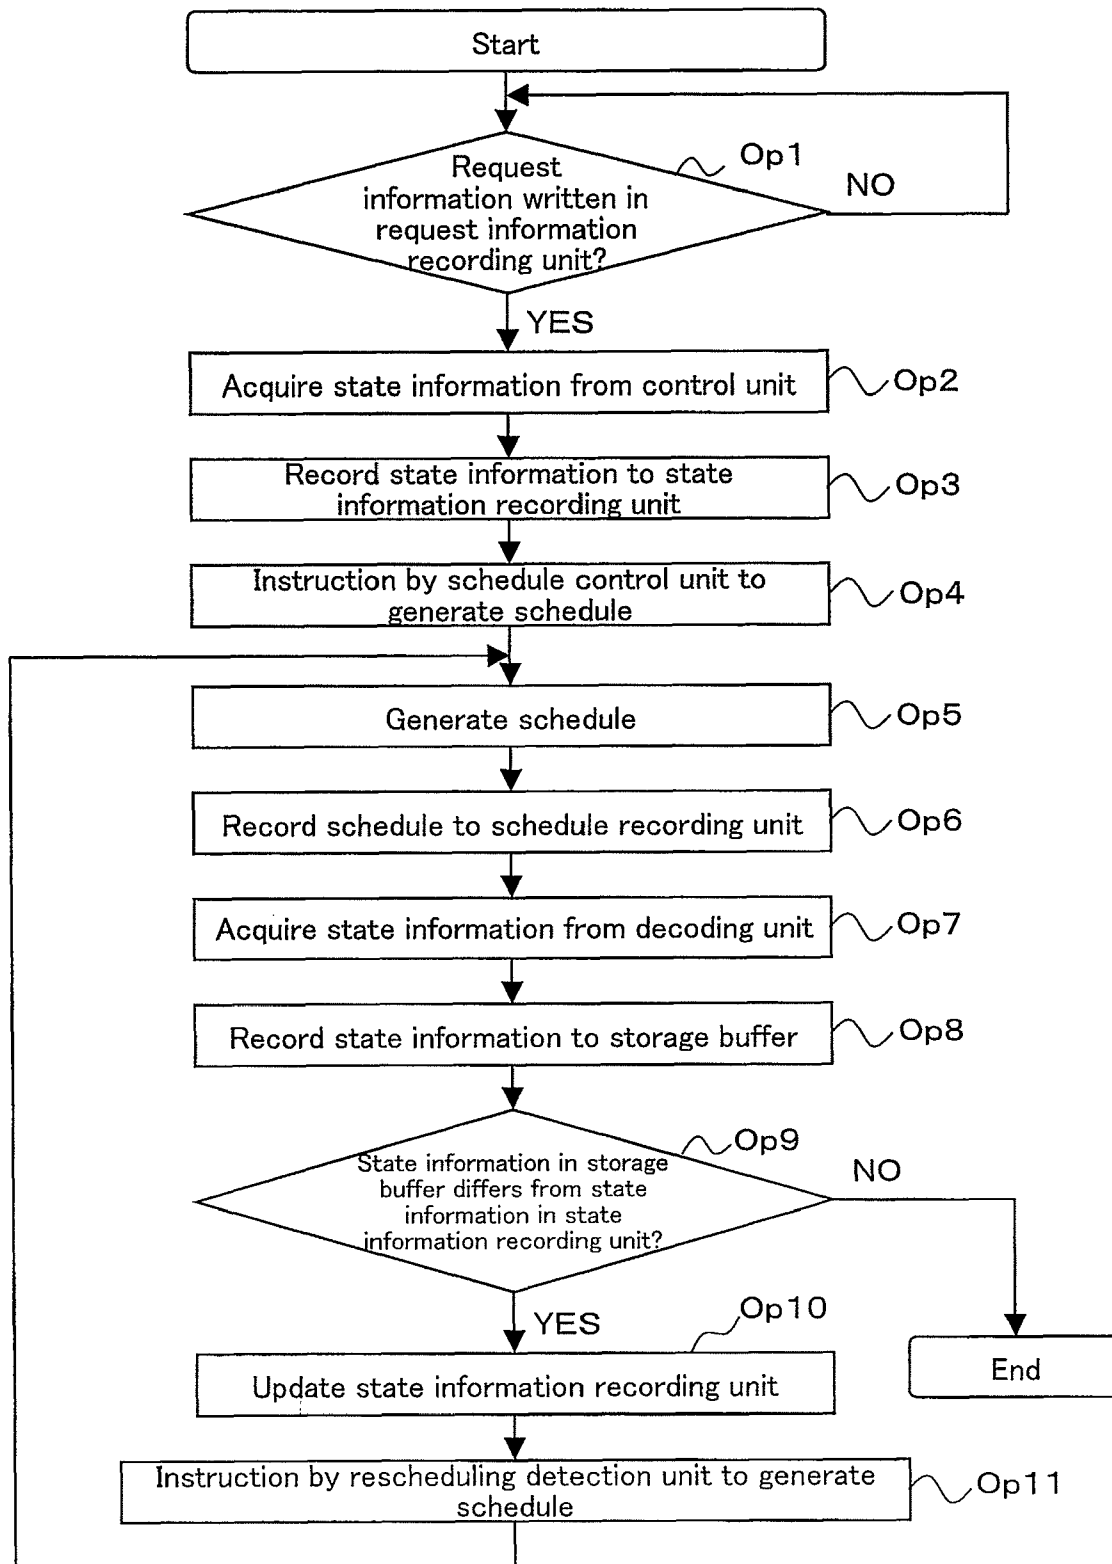 Start
Request
information written in
request information
recording unit?
Op1
NO
YES
Acquire state information from control unit
Op2
Record state information to state
information recording unit
Op3
Instruction by schedule control unit to
generate schedule
Op4
Generate schedule
Op5
Record schedule to schedule recording unit
Op6
Acquire state information from decoding unit
Op7
Record state information to storage buffer
Op8
State information in storage
buffer differs from state
information in state
information recording unit?
Op9
NO
YES
Op10
Update state information recording unit
End
Instruction by rescheduling detection unit to generate
schedule
Op11